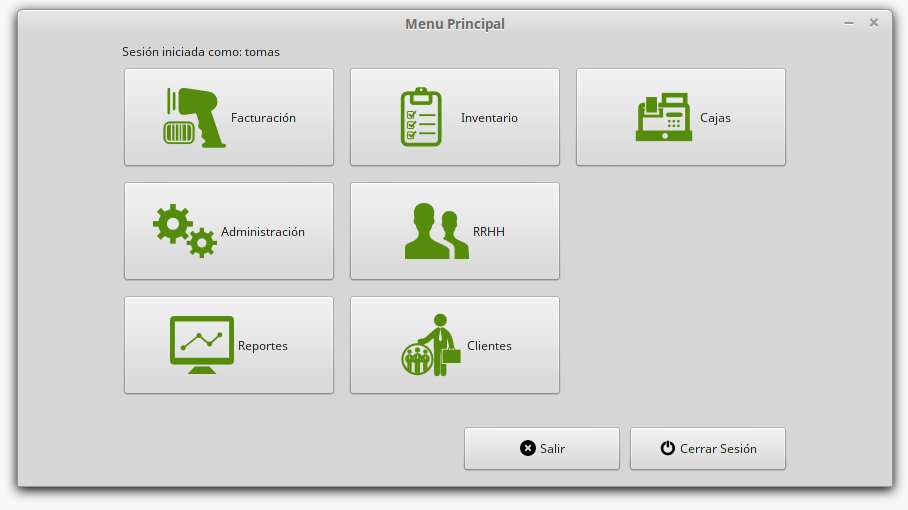 Menu Principal
Sesión iniciada como: tomas
Facturación
Inventario
Cajas
Administración
RRHH
Reportes
Clientes
Salir
Cerrar Sesión